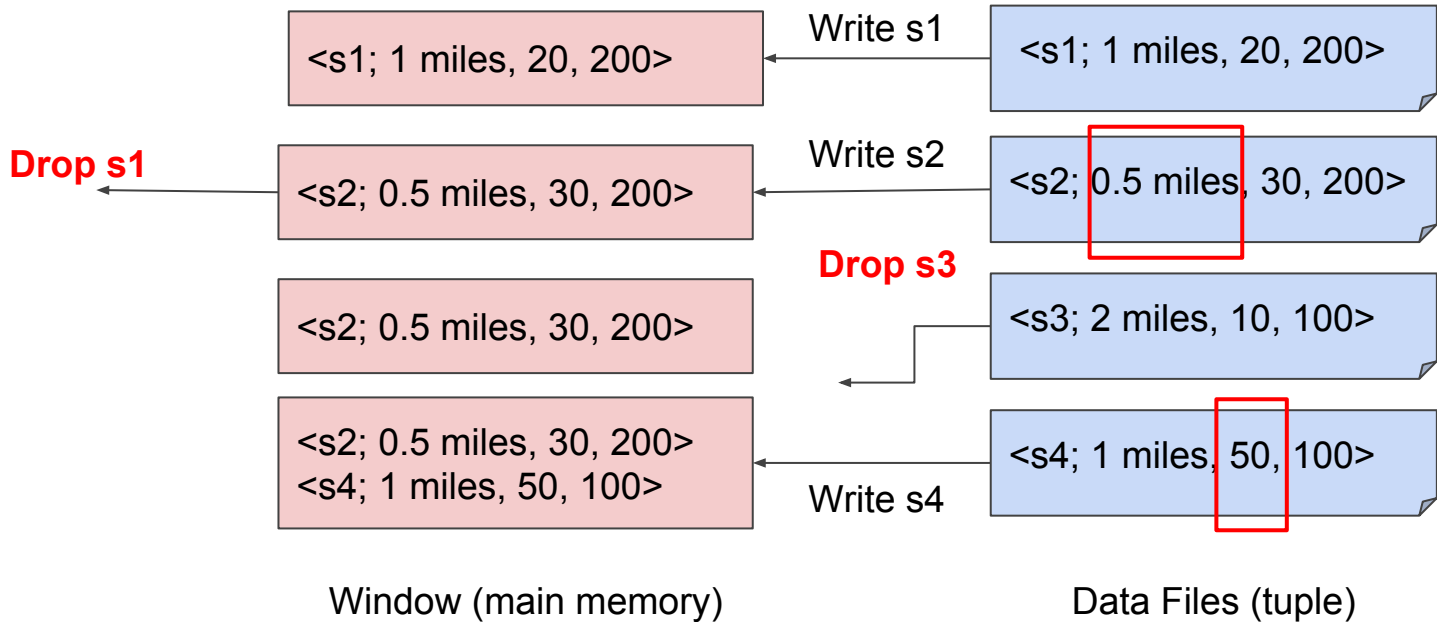 <s1; 1 miles, 20, 200>
Write s1
<s1; 1 miles, 20, 200>
Drop s1
<s2; 0.5 miles, 30, 200>
Write s2
<s2; 0.5 miles, 30, 200>
<s2; 0.5 miles, 30, 200>
Drop s3
<s3; 2 miles, 10, 100>
<s2; 0.5 miles, 30, 200>
<s4; 1 miles, 50, 100>
Write s4
<s4; 1 miles, 50, 100>
Window (main memory)
Data Files (tuple)